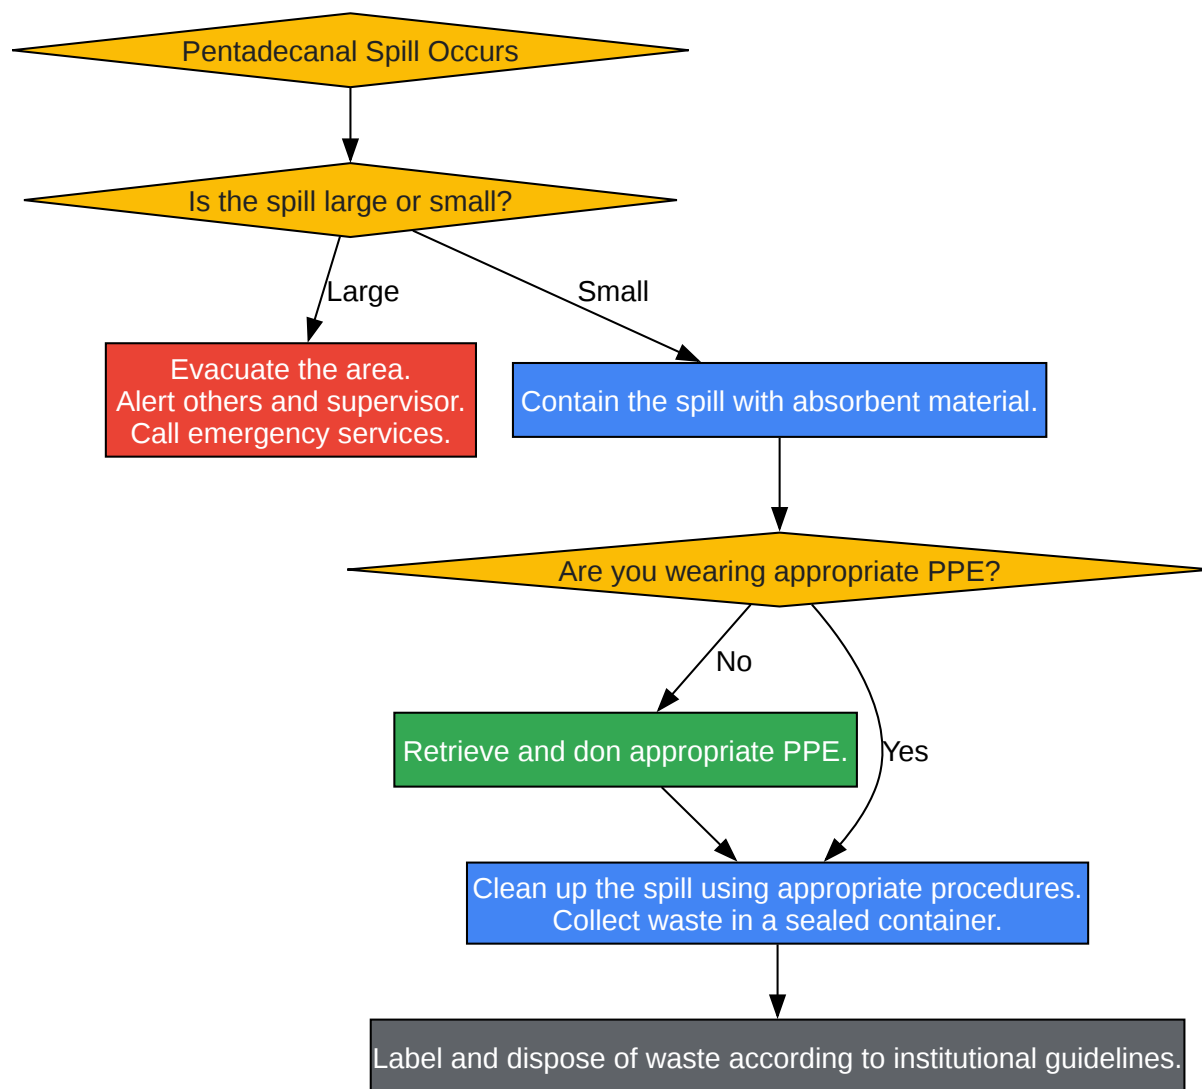 Pentadecanal Spill Occurs
Is the spill large or small?
Large
Small
Evacuate the area.
Alert others and supervisor.
Call emergency services.
Contain the spill with absorbent material.
Are you wearing appropriate PPE?
No
Retrieve and don appropriate PPE.
Yes
Clean up the spill using appropriate procedures.
Collect waste in a sealed container.
Label and dispose of waste according to institutional guidelines.